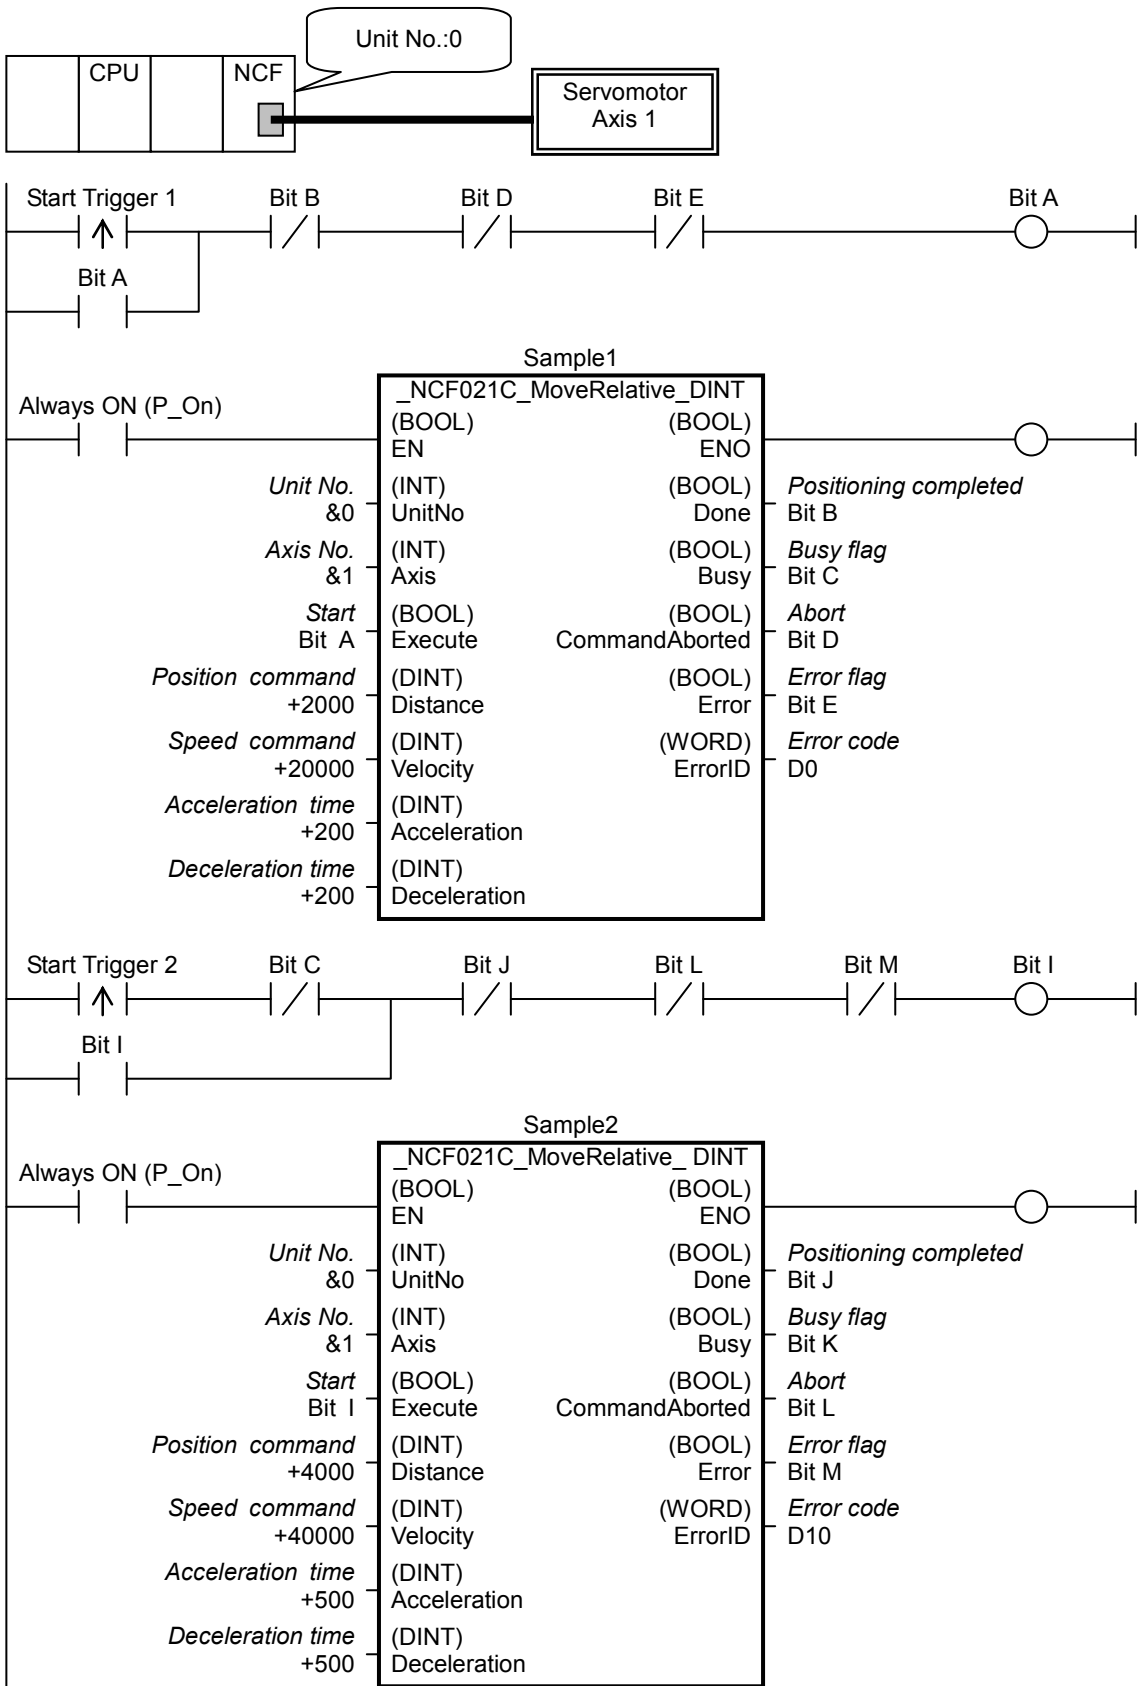 Unit No.:0
CPU NCF
Servomotor
Axis 1
Start Trigger 1 Bit B Bit D Bit E Bit A
Bit A
Sample1
_NCF021C_MoveRelative_DINT
Always ON (P_On)
(BOOL) (BOOL)
EN ENO
Unit No. (INT) (BOOL) Positioning completed
&0 UnitNo Done Bit B
Axis No. (INT) (BOOL) Busy flag
&1 Axis Busy Bit C
Start (BOOL) (BOOL) Abort
Bit A Execute CommandAborted Bit D
Position command (DINT) (BOOL) Error flag
+2000 Distance Error Bit E
Speed command (DINT) (WORD) Error code
+20000 Velocity ErrorID D0
Acceleration time (DINT)
+200 Acceleration
Deceleration time (DINT)
+200 Deceleration
Start Trigger 2 Bit C Bit J Bit L Bit M Bit I
Bit I
Sample2
_NCF021C_MoveRelative_ DINT
Always ON (P_On)
(BOOL) (BOOL)
EN ENO
Unit No. (INT) (BOOL) Positioning completed
&0 UnitNo Done Bit J
Axis No. (INT) (BOOL) Busy flag
&1 Axis Busy Bit K
Start (BOOL) (BOOL) Abort
Bit I Execute CommandAborted Bit L
Position command (DINT) (BOOL) Error flag
+4000 Distance Error Bit M
Speed command (DINT) (WORD) Error code
+40000 Velocity ErrorID D10
Acceleration time (DINT)
+500 Acceleration
Deceleration time (DINT)
+500 Deceleration